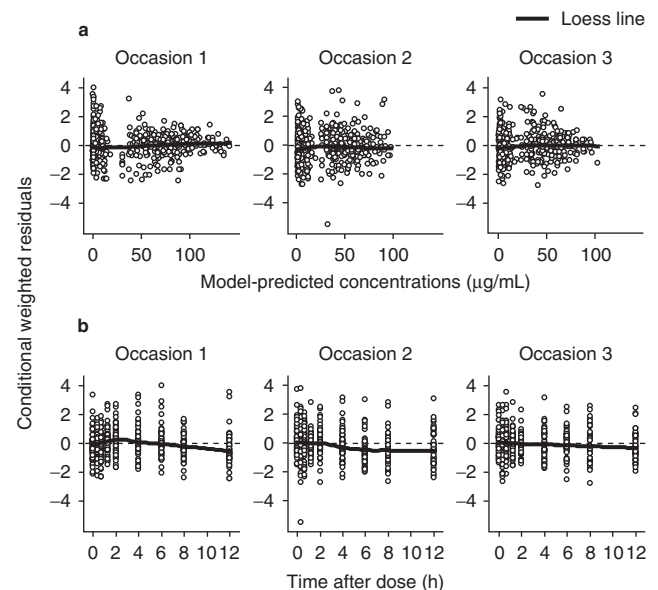 Loess line
a
Occasion 1 Occasion 2 Occasion 3
4 4 4
2 2 2
0 0 0
−2 −2 −2
−4 −4 −4
0 50 100 0 50 100 0 50 100
Model-predicted concentrations (μg/mL)
Conditional weighted residuals
b
Occasion 1 Occasion 2 Occasion 3
4 4 4
2 2 2
0 0 0
−2 −2 −2
−4 −4 −4
0 2 4 6 8 10 12 0 2 4 6 8 10 12 0 2 4 6 8 10 12
Time after dose (h)